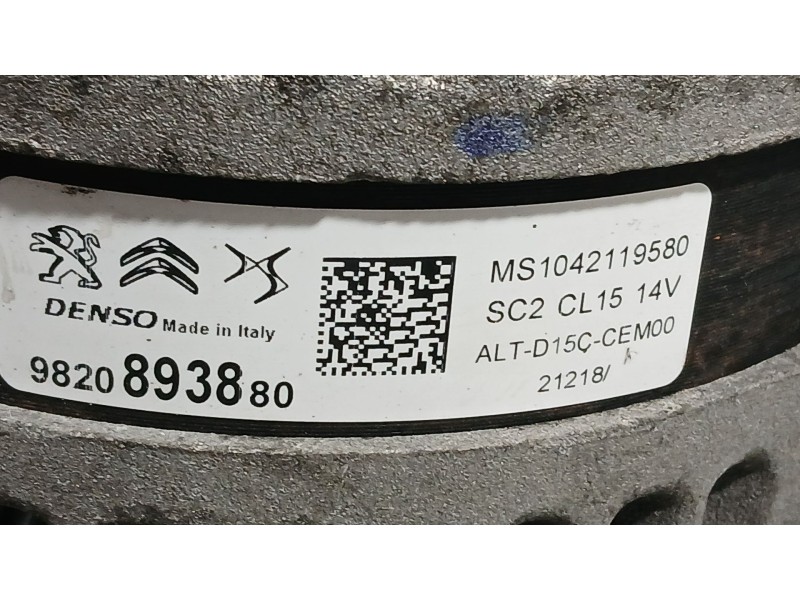 DENSO Made in Italy
9820893880
MS1042119580
SC2 CL15 14V
ALT-D15C-CEM00
21218/